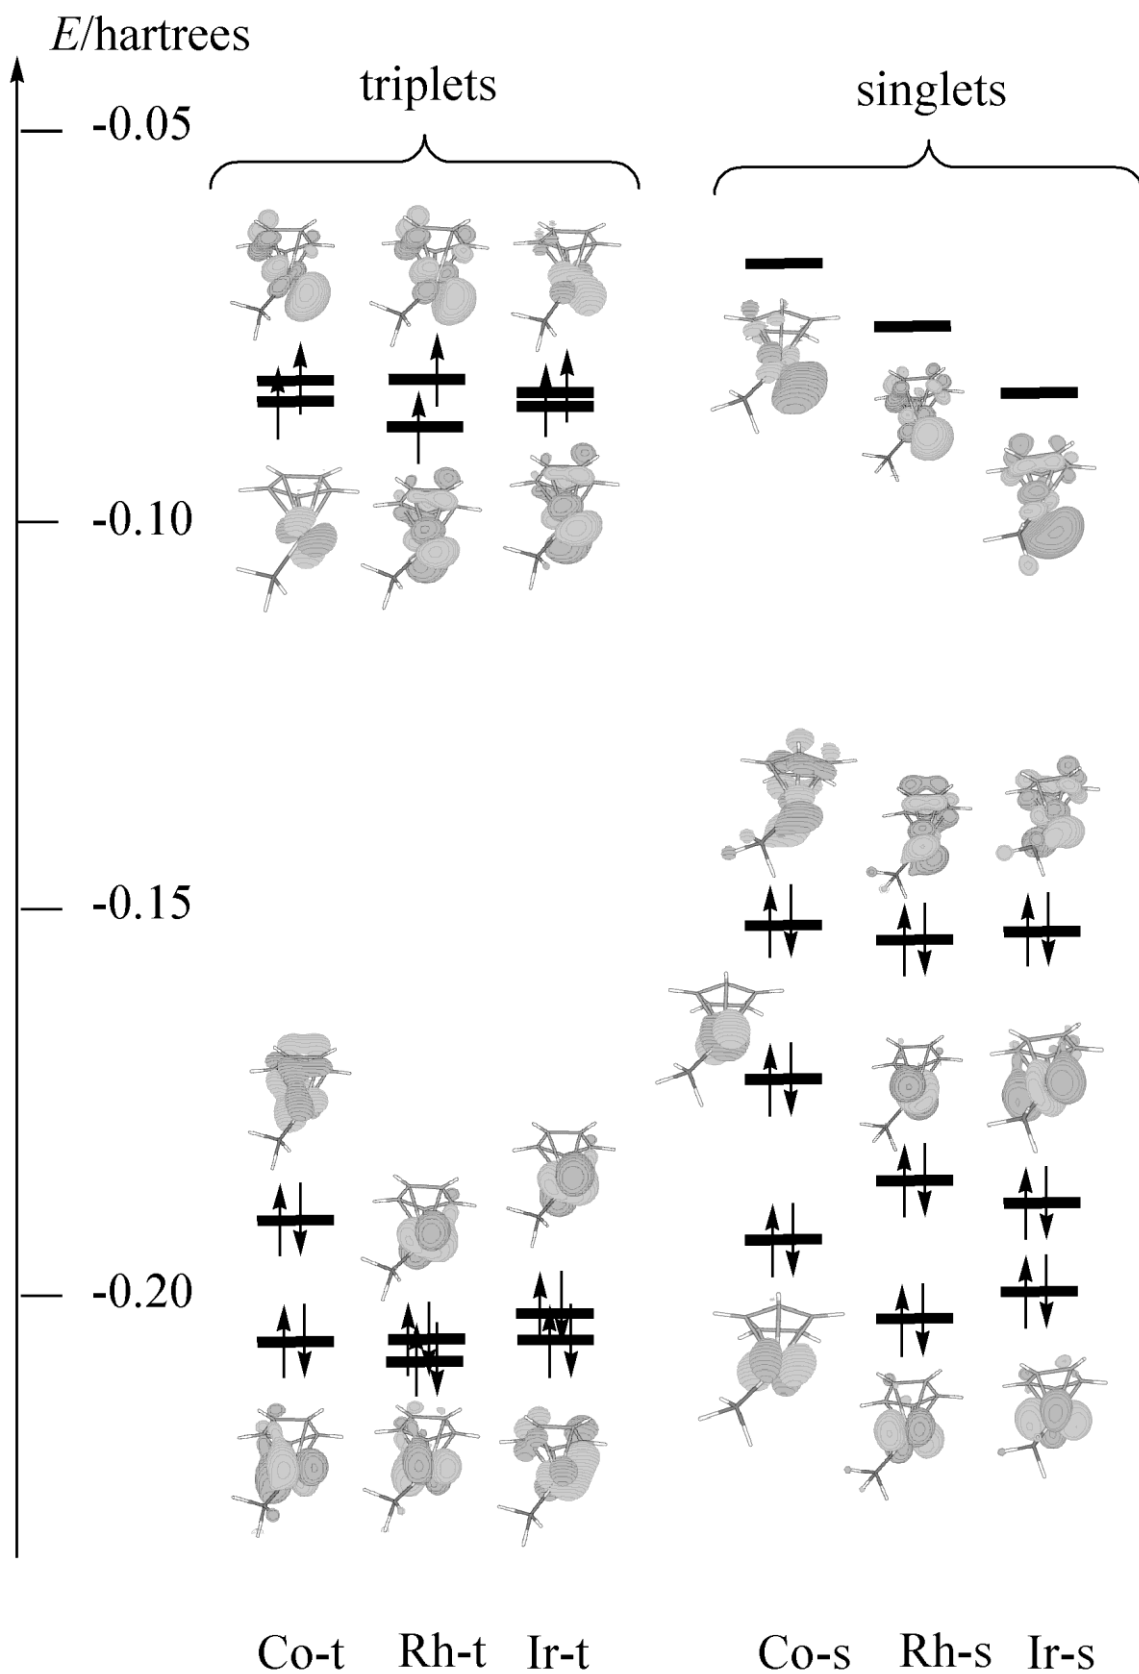 E/hartrees
triplets
singlets
-0.05
-0.10
-0.15
-0.20
Co-t Rh-t Ir-t Co-s Rh-s Ir-s